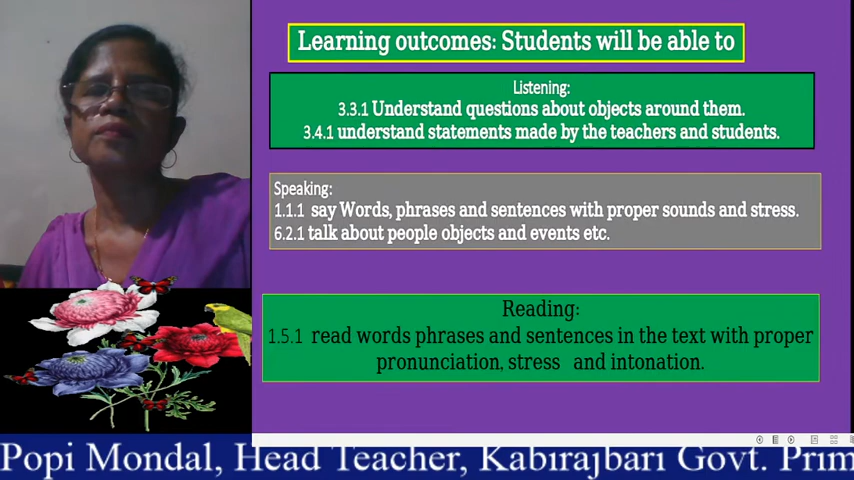 Learning outcomes: Students will be able to
Listening:
3.3.1 Understand questions about objects around them.
3.4.1 understand statements made by the teachers and students.
Speaking:
1.1.1 say Words, phrases and sentences with proper sounds and stress.
6.2.1 talk about people objects and events etc.
Reading:
1.5.1 read words phrases and sentences in the text with proper
pronunciation, stress and intonation.
Popi Mondal, Head Teacher, Kabirajbari Govt. Prim